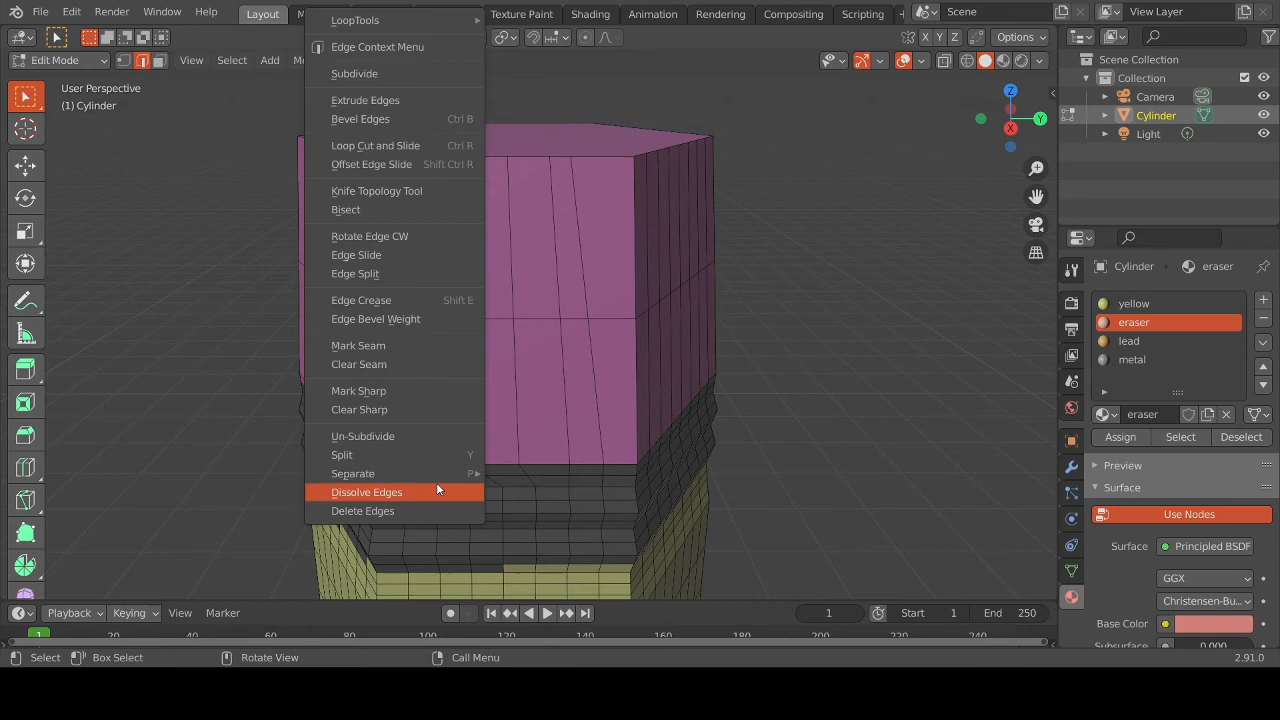 File Edit Render Window Help Layout M Texture Paint Shading Animation Rendering Compositing Scripting Scene View Layer
Edit Mode View Select Add Me X Y Z Options
User Perspective
(1) Cylinder
LoopTools
Edge Context Menu
Subdivide
Extrude Edges
Bevel Edges Ctrl B
Loop Cut and Slide Ctrl R
Offset Edge Slide Shift Ctrl R
Knife Topology Tool
Bisect
Rotate Edge CW
Edge Slide
Edge Split
Edge Crease Shift E
Edge Bevel Weight
Mark Seam
Clear Seam
Mark Sharp
Clear Sharp
Un-Subdivide
Split Y
Separate P
Dissolve Edges
Delete Edges
Z
Y
X
Scene Collection
Collection
Camera
Cylinder
Light
Cylinder eraser
yellow
eraser
lead
metal
eraser
Assign Select Deselect
Preview
Surface
Use Nodes
Surface Principled BSDF
GGX
Christensen-Bu..
Base Color
Subsurface 0.000
Playback Keying View Marker 1 Start 1 End 250
1 20 80 100 120 140 160 180 200 220 240
Select Box Select Rotate View Call Menu 2.91.0